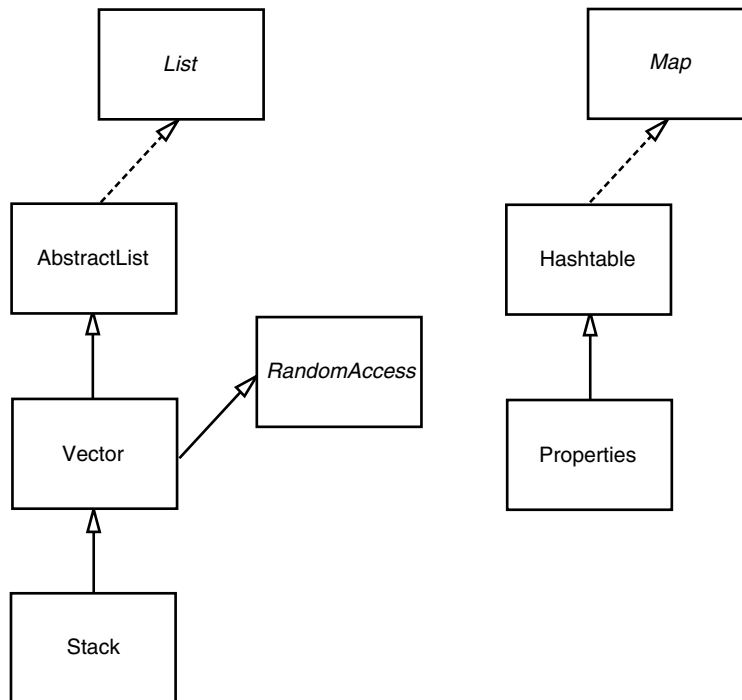 List
Map
AbstractList
Hashtable
RandomAccess
Vector
Properties
Stack